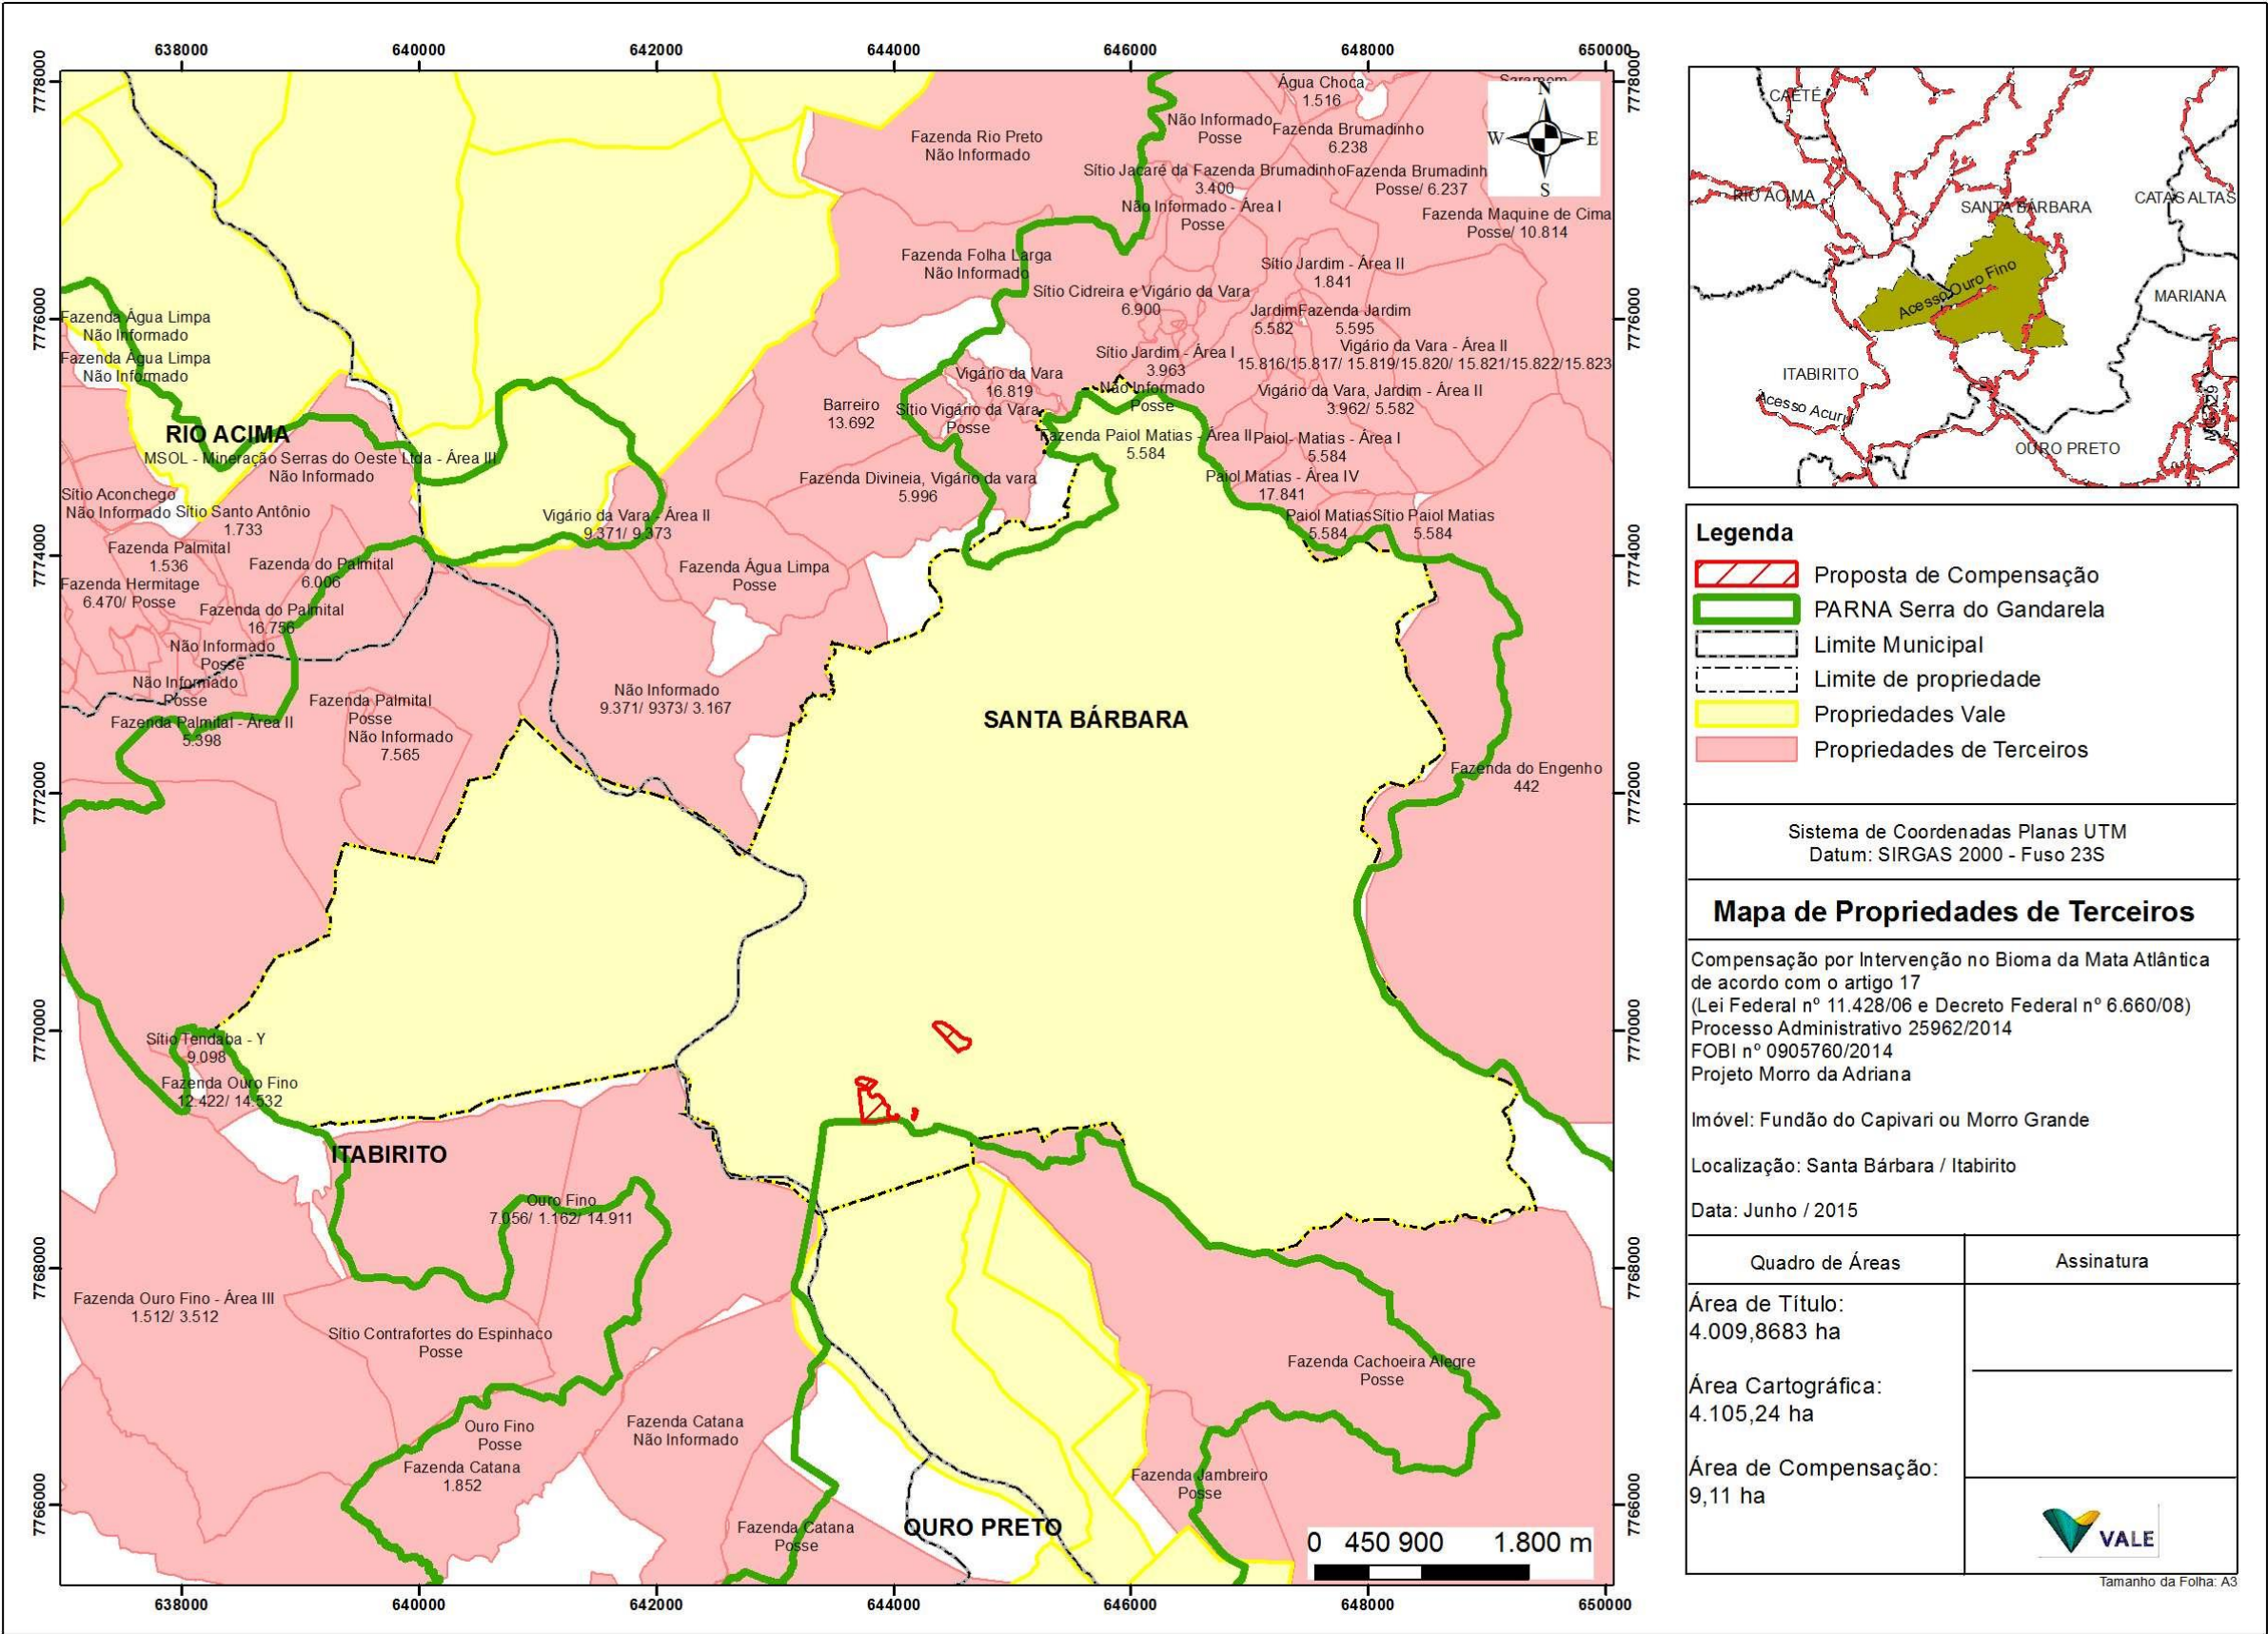 638000
640000
642000
644000
646000
648000
650000
7778000
7776000
7774000
7772000
7770000
7768000
7766000
Água Choca
1.516
N
W
E
S
Não Informado
Posse
Fazenda Brumadinho
6.238
Fazenda Rio Preto
Não Informado
Sítio Jacaré da Fazenda Brumadinho
3.400
Fazenda Brumadinh
Posse/ 6.237
Não Informado - Área I
Posse
Fazenda Maquine de Cima
Posse/ 10.814
Fazenda Folha Larga
Não Informado
Sítio Jardim - Área II
1.841
Sítio Cidreira e Vigário da Vara
6.900
Jardim
5.582
Fazenda Jardim
5.595
Fazenda Água Limpa
Não Informado
Fazenda Água Limpa
Não Informado
Vigário da Vara - Área II
15.816/15.817/ 15.819/15.820/ 15.821/15.822/15.823
Sítio Jardim - Área I
3.963
Vigário da Vara
16.819
Não Informado
Posse
Vigário da Vara, Jardim - Área II
3.962/ 5.582
Barreiro
13.692
Sítio Vigário da Vara
Posse
RIO ACIMA
Fazenda Paiol Matias - Área II
5.584
Paiol- Matias - Área I
5.584
MSOL - Mineração Serras do Oeste Ltda - Área III
Não Informado
Fazenda Divineia, Vigário da vara
5.996
Paiol Matias - Área IV
17.841
Sítio Aconchego
Não Informado
Sítio Santo Antônio
1.733
Vigário da Vara - Área II
9.371/ 9.373
Paiol Matias
5.584
Sítio Paiol Matias
5.584
Fazenda Palmital
1.536
Fazenda do Palmital
6.006
Fazenda Água Limpa
Posse
Fazenda Hermitage
6.470/ Posse
Fazenda do Palmital
16.756
Não Informado
Posse
Não Informado
Posse
Fazenda Palmital
Posse
Não Informado
7.565
Não Informado
9.371/ 9373/ 3.167
Fazenda Palmital - Área II
5.398
SANTA BÁRBARA
Fazenda do Engenho
442
Sítio Tendaba - Y
9.098
Fazenda Ouro Fino
12.422/ 14.532
ITABIRITO
Ouro Fino
7.056/ 1.162/ 14.911
Fazenda Ouro Fino - Área III
1.512/ 3.512
Sítio Contrafortes do Espinhaco
Posse
Fazenda Cachoeira Alegre
Posse
Ouro Fino
Posse
Fazenda Catana
Não Informado
Fazenda Catana
1.852
Fazenda Jambreiro
Posse
Fazenda Catana
Posse
OURO PRETO
0 450 900 1.800 m
7778000
7776000
7774000
7772000
7770000
7768000
7766000
638000
640000
642000
644000
646000
648000
650000
CAETÉ
RIO ACIMA
SANTA BÁRBARA
CATAS ALTAS
Acesso Ouro Fino
MARIANA
ITABIRITO
OURO PRETO
Legenda
Proposta de Compensação
PARNA Serra do Gandarela
Limite Municipal
Limite de propriedade
Propriedades Vale
Propriedades de Terceiros
Sistema de Coordenadas Planas UTM
Datum: SIRGAS 2000 - Fuso 23S
Mapa de Propriedades de Terceiros
Compensação por Intervenção no Bioma da Mata Atlântica
de acordo com o artigo 17
(Lei Federal nº 11.428/06 e Decreto Federal nº 6.660/08)
Processo Administrativo 25962/2014
FOBI nº 0905760/2014
Projeto Morro da Adriana
Imóvel: Fundão do Capivari ou Morro Grande
Localização: Santa Bárbara / Itabirito
Data: Junho / 2015
Quadro de Áreas
Assinatura
Área de Título:
4.009,8683 ha
Área Cartográfica:
4.105,24 ha
Área de Compensação:
9,11 ha
VALE
Tamanho da Folha: A3